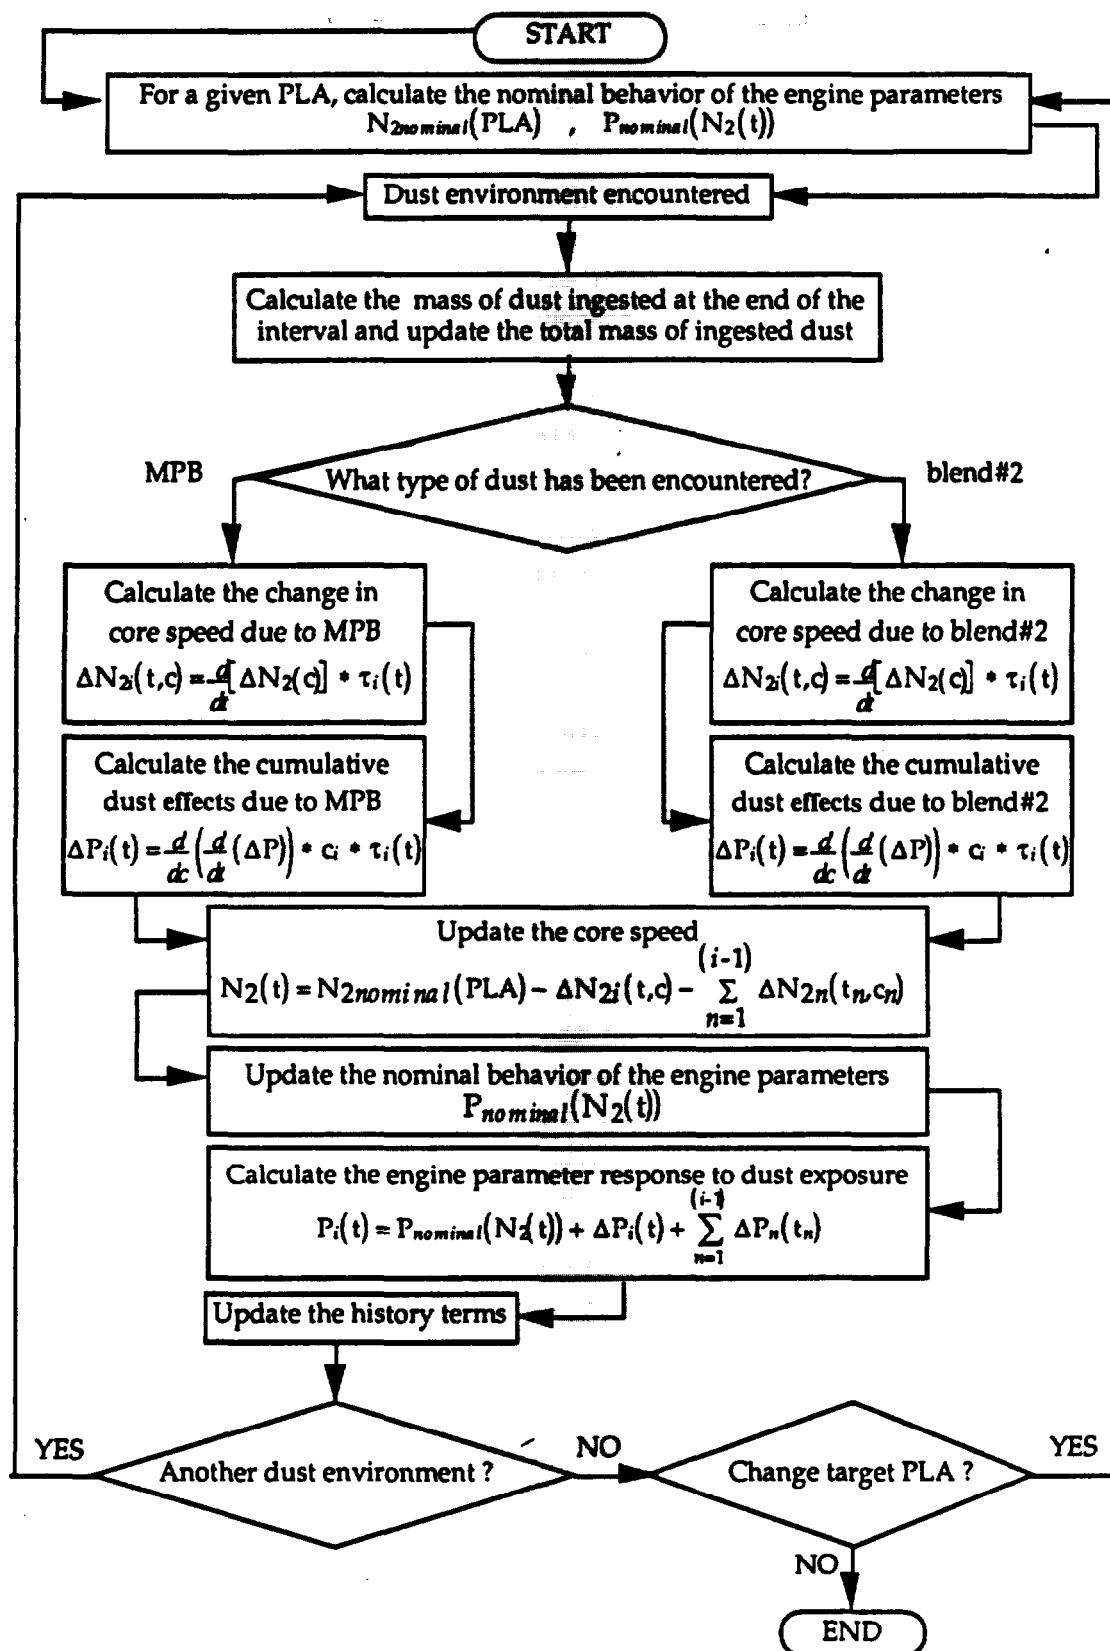 START
For a given PLA, calculate the nominal behavior of the engine parameters
N₂nominal(PLA) , Pnominal(N₂(t))
Dust environment encountered
Calculate the mass of dust ingested at the end of the
interval and update the total mass of ingested dust
MPB
What type of dust has been encountered?
blend#2
Calculate the change in
core speed due to MPB
ΔN₂i(t,c) = d/dt[ΔN₂(c)] * τi(t)
Calculate the change in
core speed due to blend#2
ΔN₂i(t,c) = d/dt[ΔN₂(c)] * τi(t)
Calculate the cumulative
dust effects due to MPB
ΔPi(t) = d/dc(d/dt(ΔP)) * ci * τi(t)
Calculate the cumulative
dust effects due to blend#2
ΔPi(t) = d/dc(d/dt(ΔP)) * ci * τi(t)
Update the core speed
N₂(t) = N₂nominal(PLA) – ΔN₂i(t,c) – (i-1) Σ n=1 ΔN₂n(tn,cn)
Update the nominal behavior of the engine parameters
Pnominal(N₂(t))
Calculate the engine parameter response to dust exposure
Pi(t) = Pnominal(N₂(t)) + ΔPi(t) + (i-1) Σ n=1 ΔPn(tn)
Update the history terms
YES
Another dust environment ?
NO
Change target PLA ?
YES
NO
END